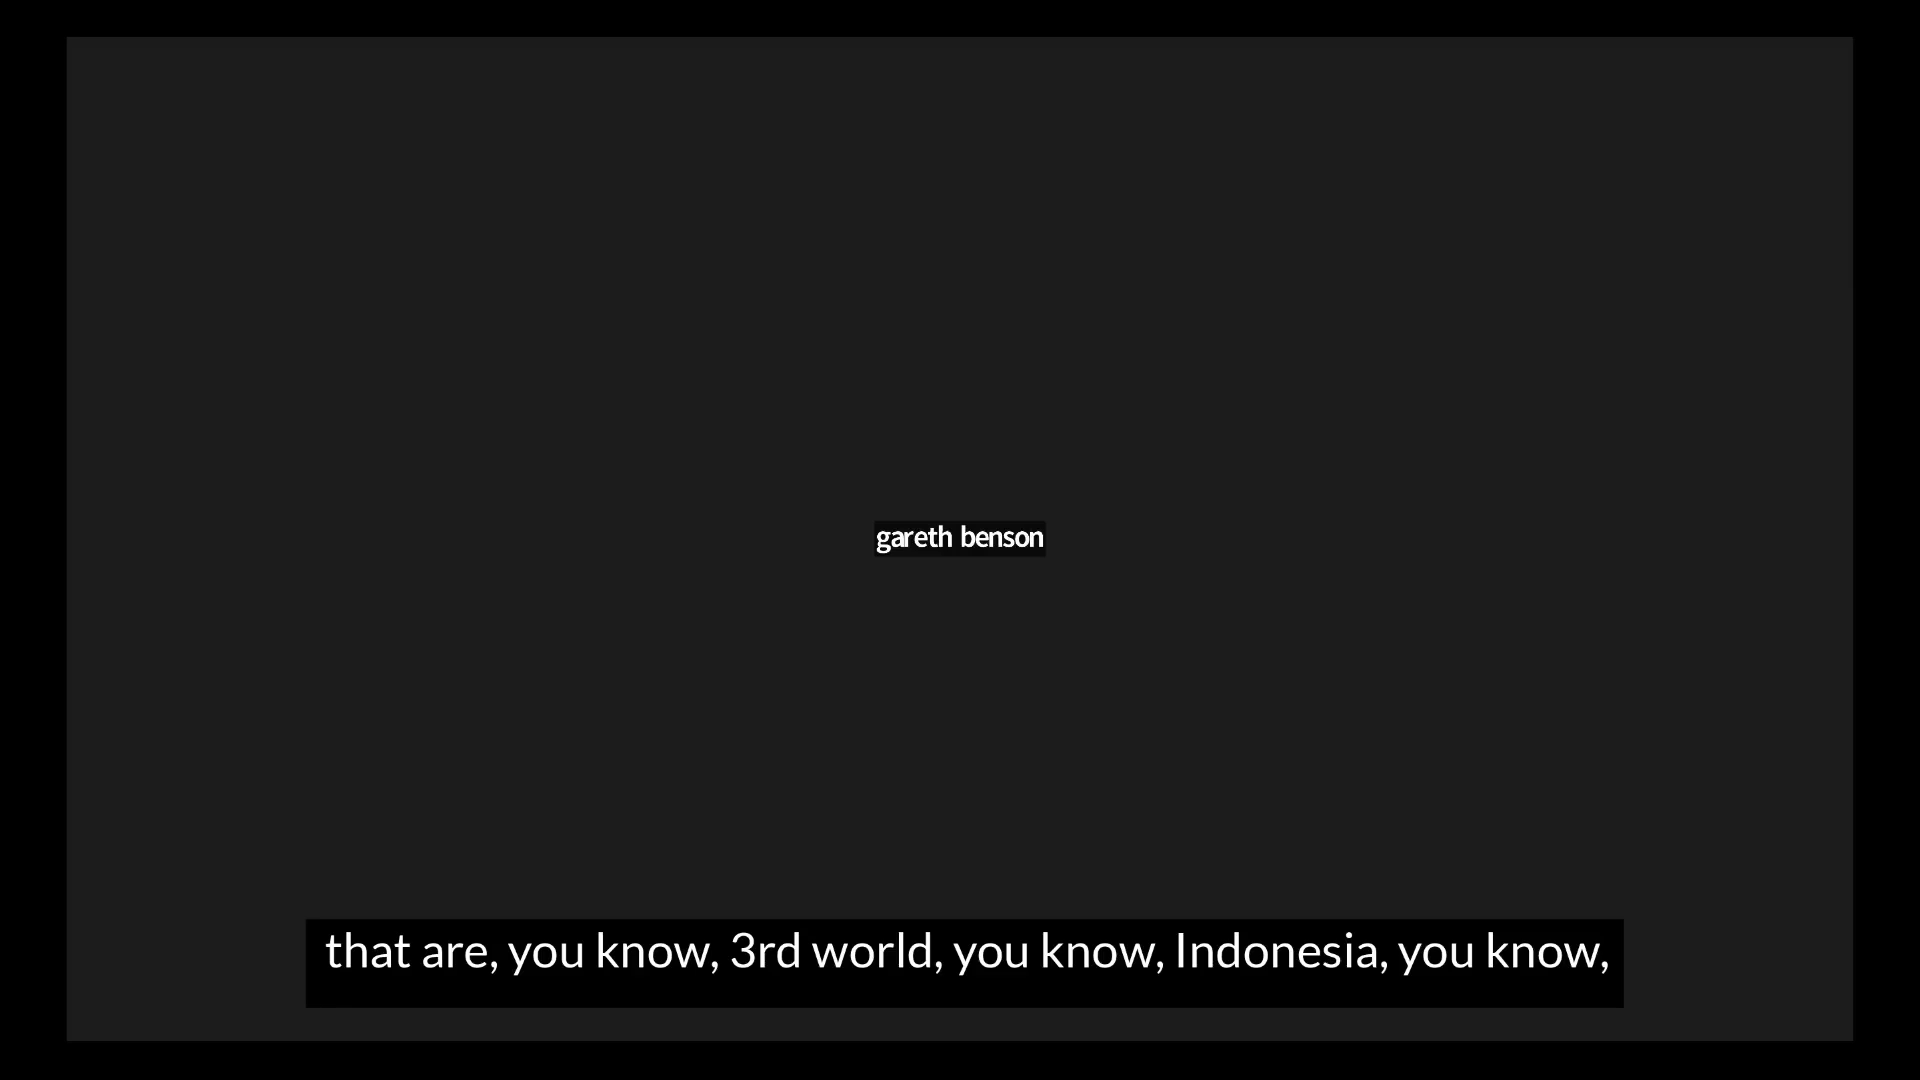 gareth benson
that are, you know, 3rd world, you know, Indonesia, you know,